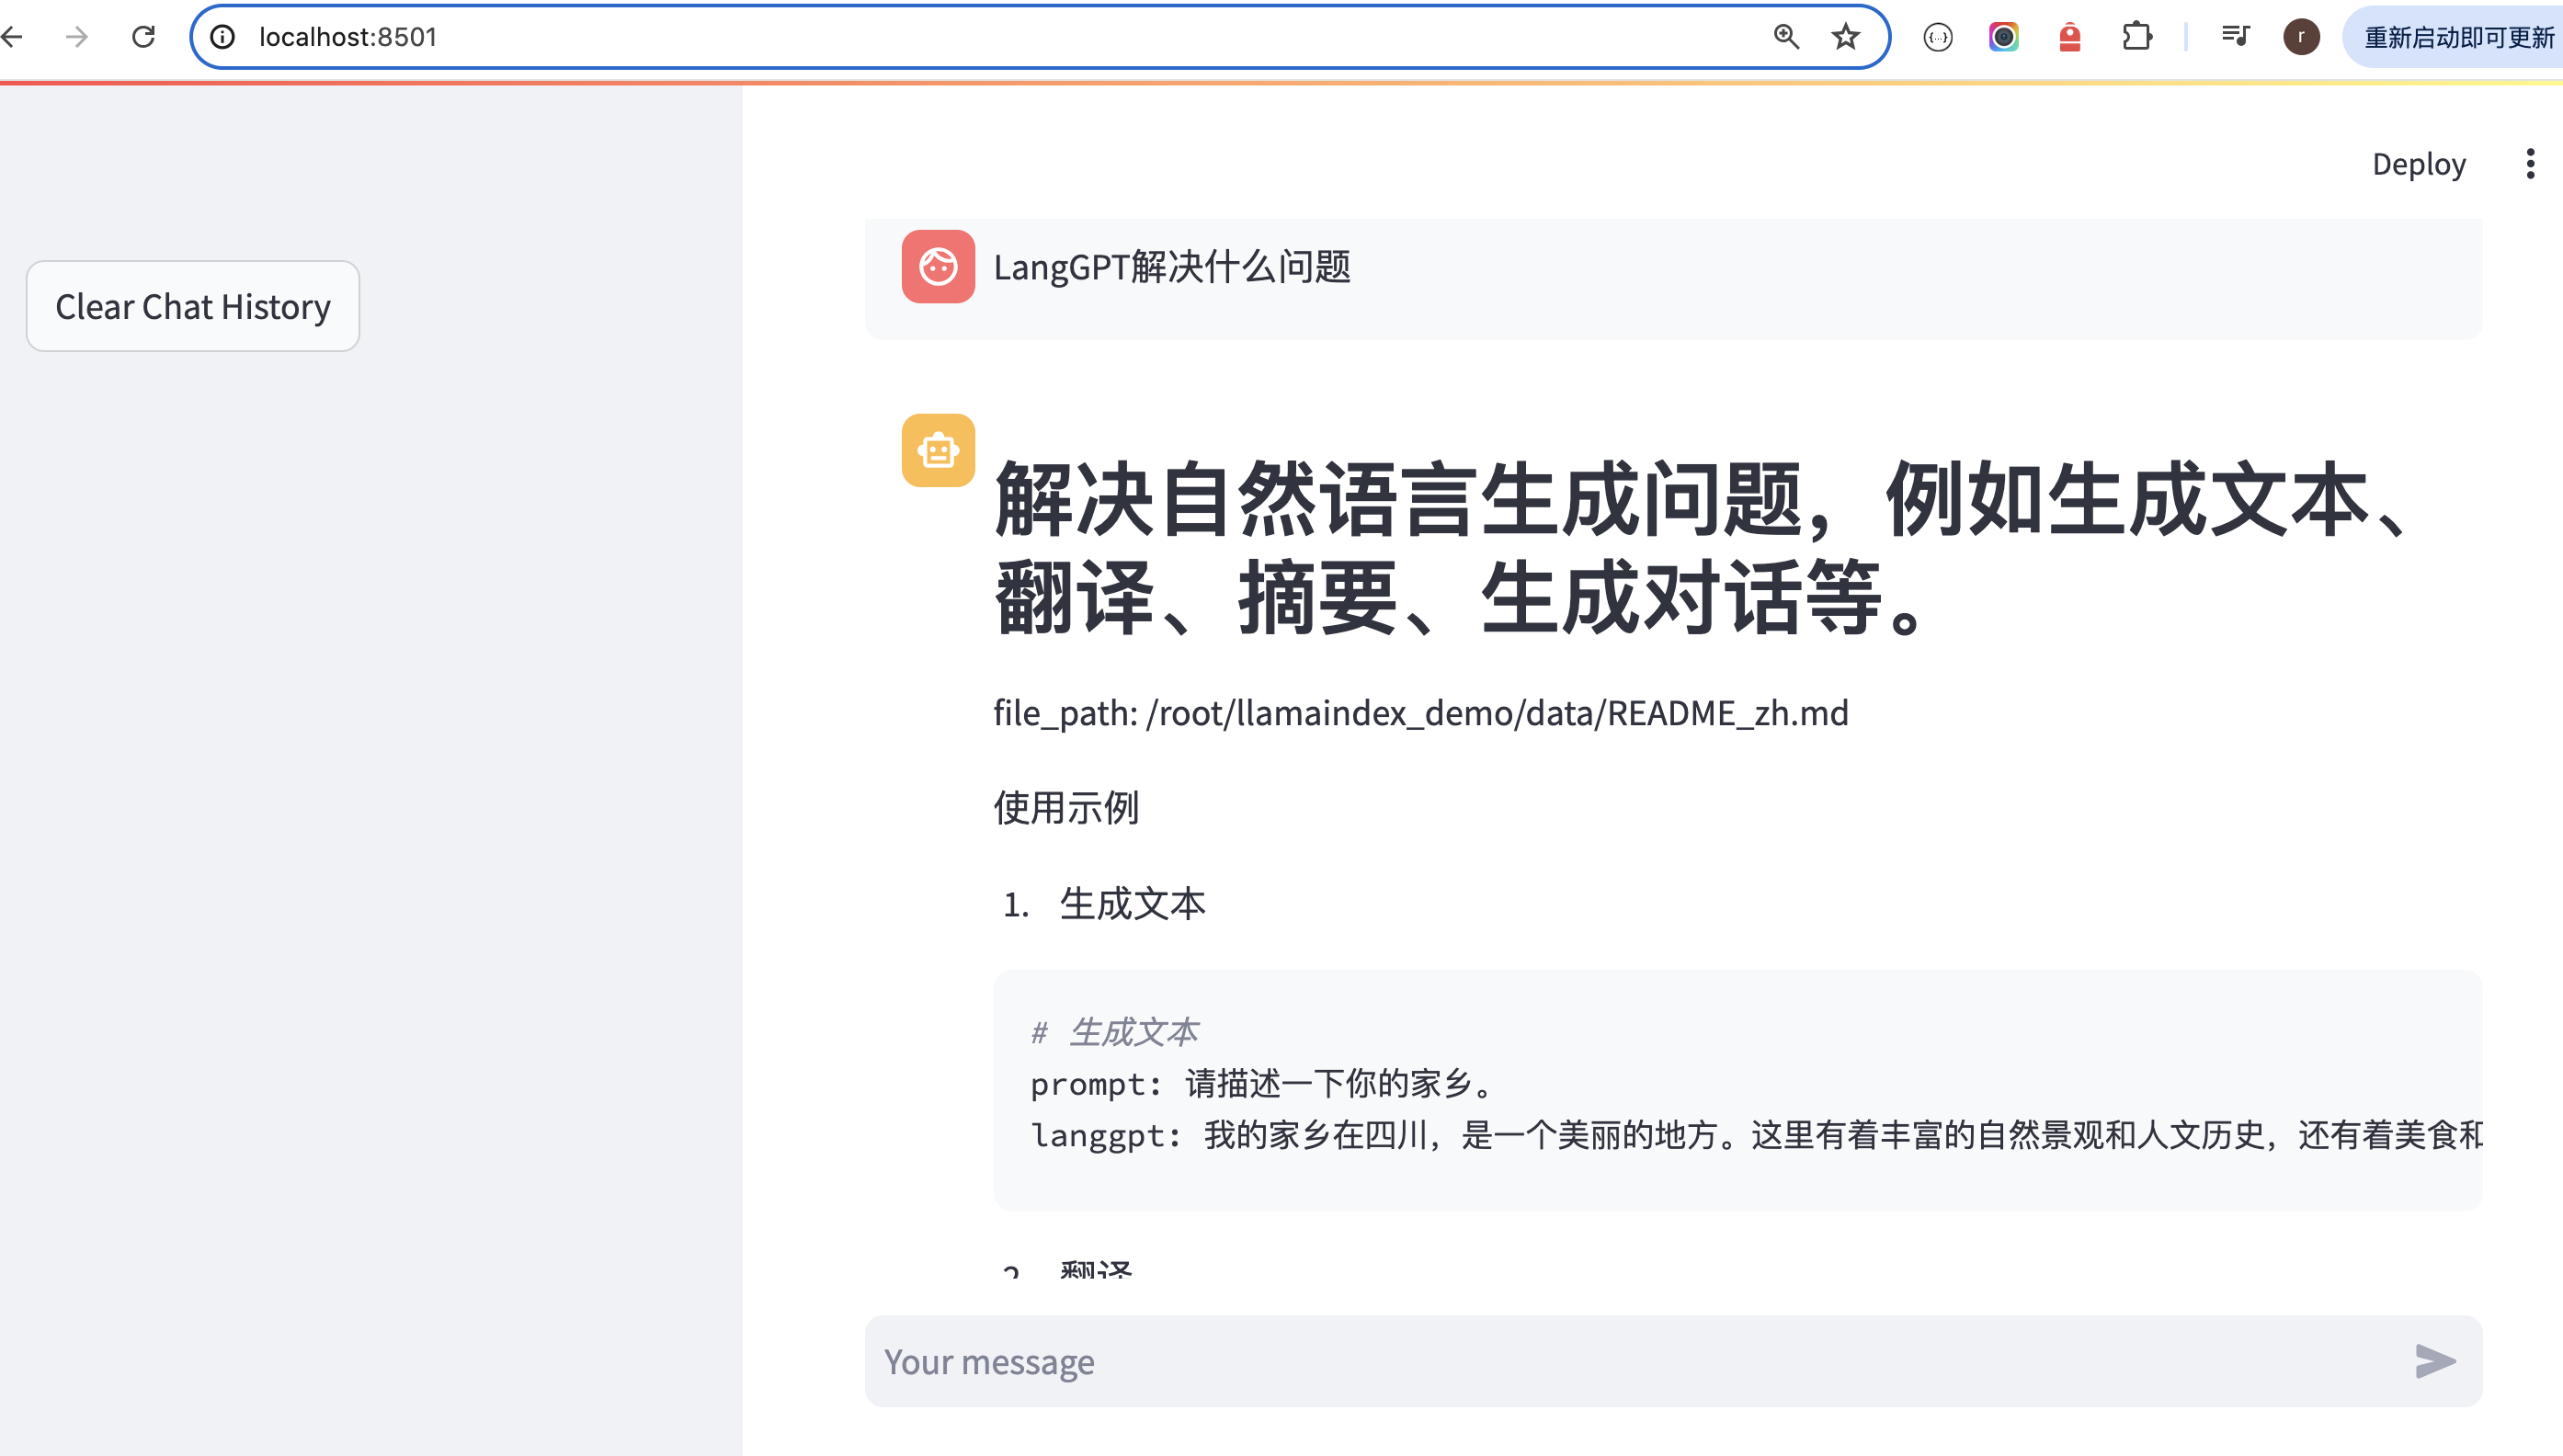 localhost:8501
r
重新启动即可更新
Deploy
Clear Chat History
LangGPT解决什么问题
解决自然语言生成问题，例如生成文本、
翻译、摘要、生成对话等。
file_path: /root/llamaindex_demo/data/README_zh.md
使用示例
1. 生成文本
# 生成文本
prompt: 请描述一下你的家乡。
langgpt: 我的家乡在四川，是一个美丽的地方。这里有着丰富的自然景观和人文历史，还有着美食和
2. 翻译
Your message